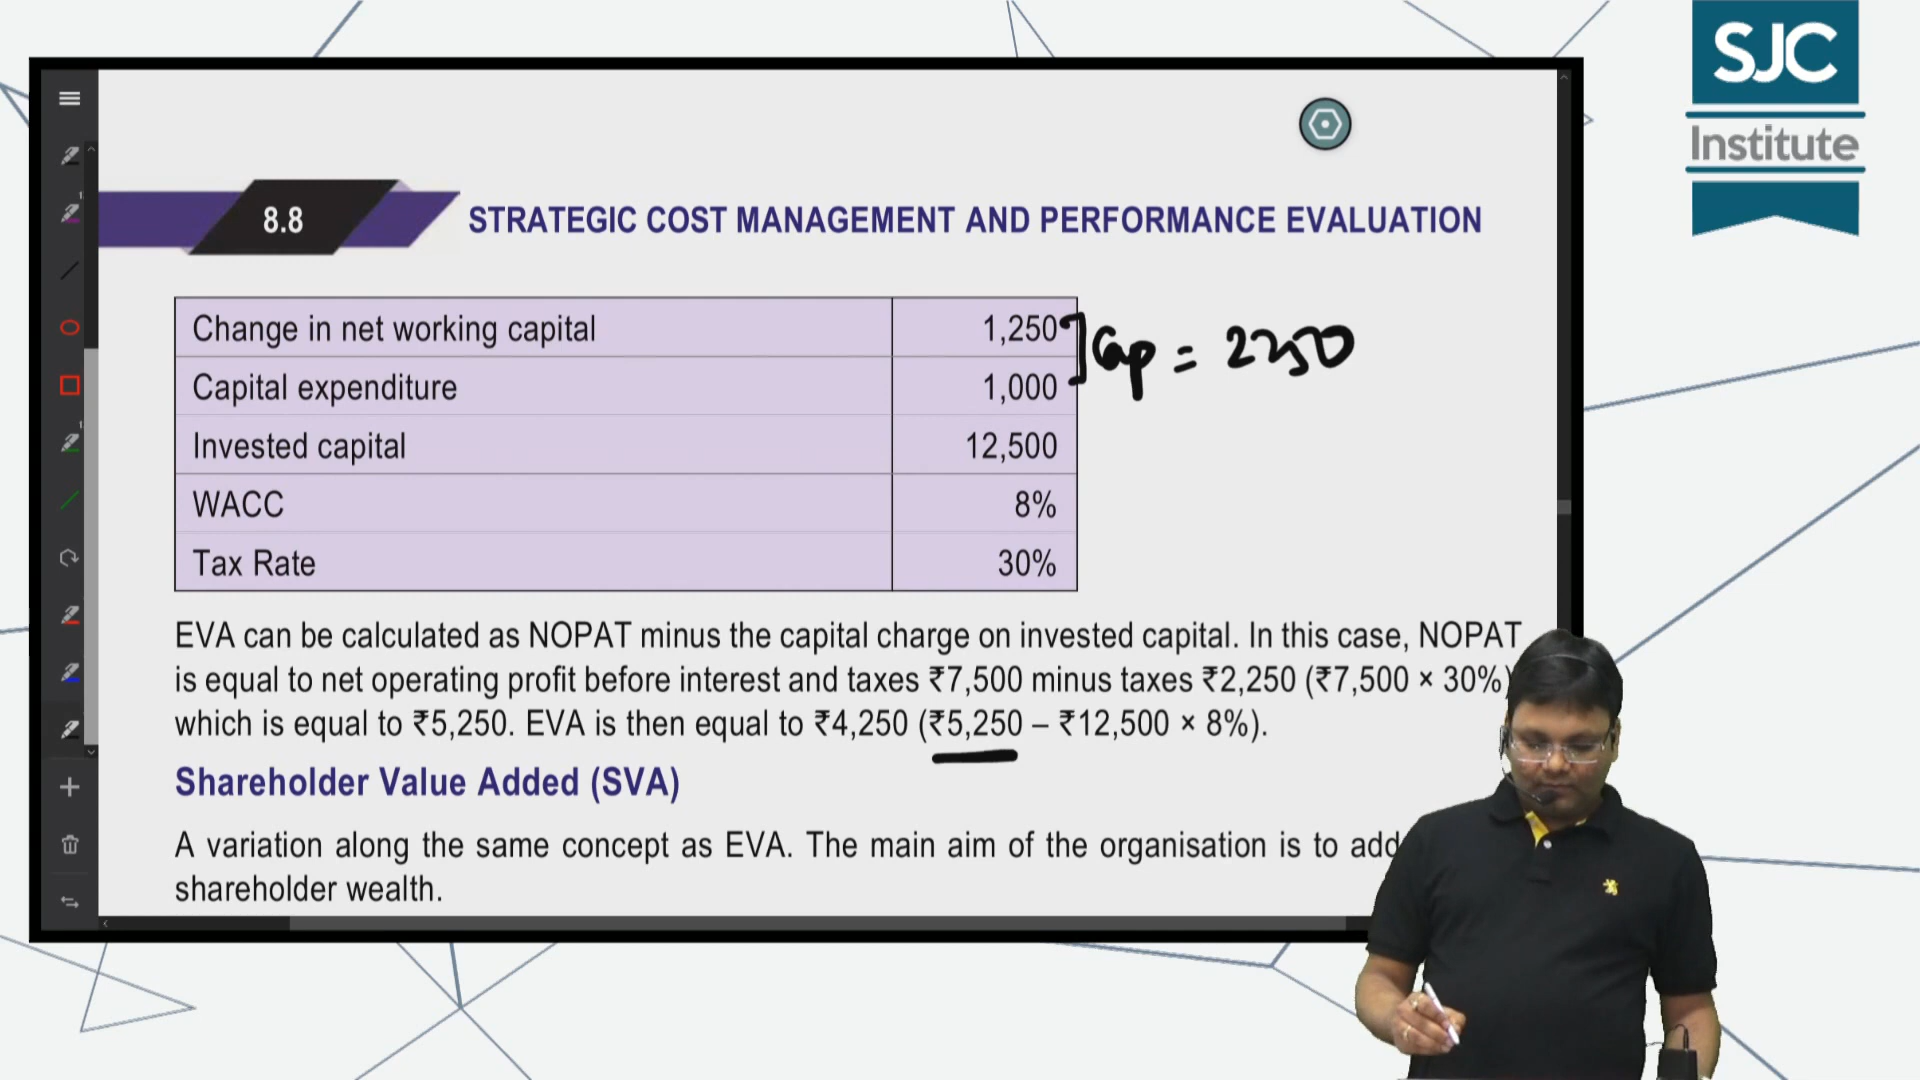 SJC
Institute
8.8
STRATEGIC COST MANAGEMENT AND PERFORMANCE EVALUATION
Change in net working capital 1,250
Capital expenditure 1,000
] Cap = 2250
Invested capital 12,500
WACC 8%
Tax Rate 30%
EVA can be calculated as NOPAT minus the capital charge on invested capital. In this case, NOPAT
is equal to net operating profit before interest and taxes ₹7,500 minus taxes ₹2,250 (₹7,500 × 30%)
which is equal to ₹5,250. EVA is then equal to ₹4,250 (₹5,250 – ₹12,500 × 8%).
Shareholder Value Added (SVA)
A variation along the same concept as EVA. The main aim of the organisation is to add
shareholder wealth.